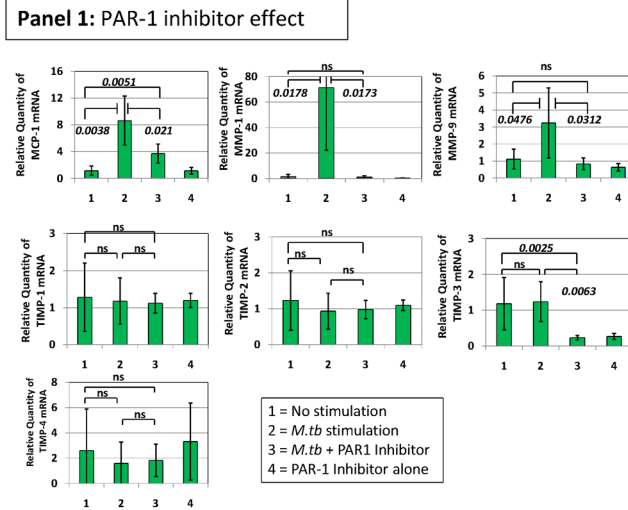 Panel 1: PAR-1 inhibitor effect
Relative Quantity of
MCP-1 mRNA
16
12
8
4
0
0.0051
0.0038
0.021
1 2 3 4
Relative Quantity of
MMP-1 mRNA
80
60
40
20
0
ns
0.0178
0.0173
1 2 3 4
Relative Quantity of
MMP-9 mRNA
6
5
4
3
2
1
0
ns
0.0476
0.0312
1 2 3 4
Relative Quantity of
TIMP-1 mRNA
3
2
1
0
ns
ns ns
1 2 3 4
Relative Quantity of
TIMP-2 mRNA
3
2
1
0
ns
ns
ns
1 2 3 4
Relative Quantity of
TIMP-3 mRNA
3
2
1
0
0.0025
ns
0.0063
1 2 3 4
Relative Quantity of
TIMP-4 mRNA
8
6
4
2
0
ns
ns
ns
1 2 3 4
1 = No stimulation
2 = M.tb stimulation
3 = M.tb + PAR1 Inhibitor
4 = PAR-1 Inhibitor alone